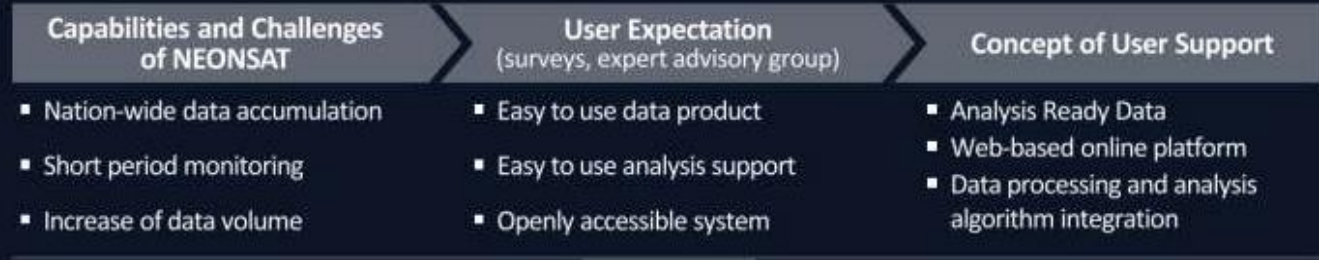 Capabilities and Challenges
of NEONSAT
▪ Nation-wide data accumulation
▪ Short period monitoring
▪ Increase of data volume
User Expectation
(surveys, expert advisory group)
▪ Easy to use data product
▪ Easy to use analysis support
▪ Openly accessible system
Concept of User Support
▪ Analysis Ready Data
▪ Web-based online platform
▪ Data processing and analysis
algorithm integration